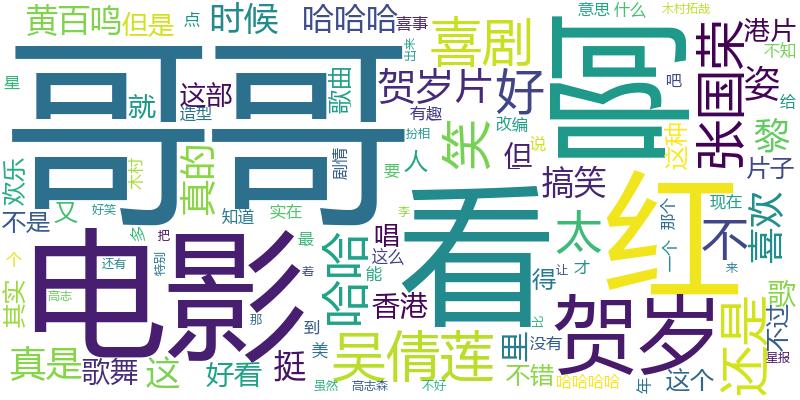 黄百鸣
但是
点
时候
哈哈哈
喜事
出来
喜剧
意思
什么
木村拓哉
港片
不知
星
哥哥
造型
就
这部
歌曲
贺岁片
好
有趣
改编
啊
吧
张国荣
姿
给
扮相
说
这种
黎
欢乐
木村
真的
剧情
要
人
笑
但
搞笑
片子
不是
又
好笑
知道
实在
李
看
红
那个
现在
喜欢
多
把
最
哈哈
唱
这么
太
才
得
一个
不
个
其实
电影
还有
特别
着
能
让
来
歌
不过
高志
那
到
香港
贺岁
还是
真是
歌舞
这
好看
挺
美
吴倩莲
比
里
没有
不错
哈哈哈哈
年
这个
星报
虽然
高志森
不好